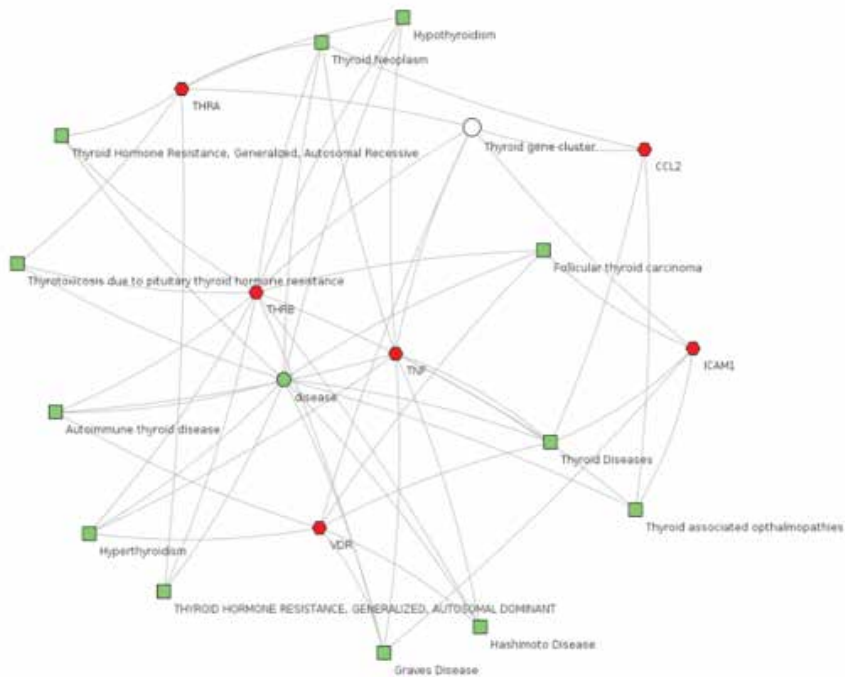 Hypothyroidism
Thyroid Neoplasm
THRA
Thyroid gene cluster
Thyroid Hormone Resistance, Generalized, Autosomal Recessive
CCL2
Follicular thyroid carcinoma
Thyrotoxicosis due to pituitary thyroid hormone resistance
THRB
TNF
ICAM1
disease
Autoimmune thyroid disease
Thyroid Diseases
Thyroid associated opthalmopathies
VDR
Hyperthyroidism
THYROID HORMONE RESISTANCE, GENERALIZED, AUTOSOMAL DOMINANT
Hashimoto Disease
Graves Disease